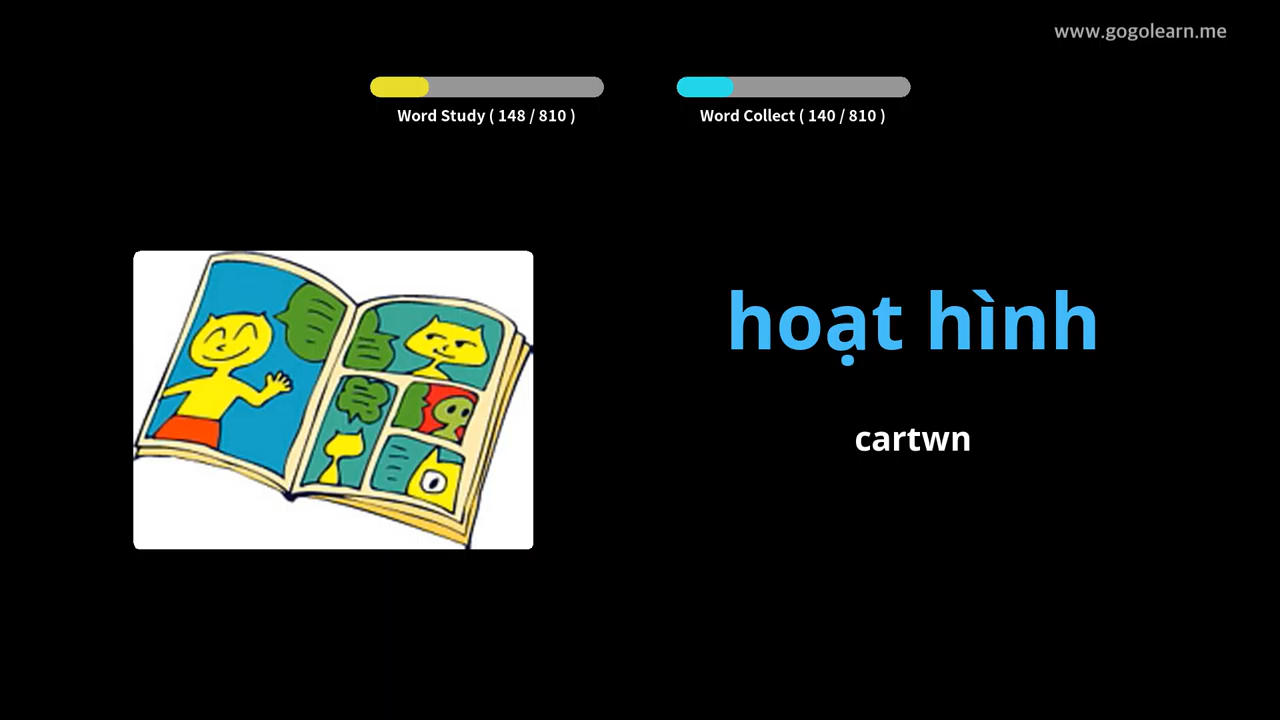 www.gogolearn.me
Word Study ( 148 / 810 )
Word Collect ( 140 / 810 )
hoạt hình
cartwn